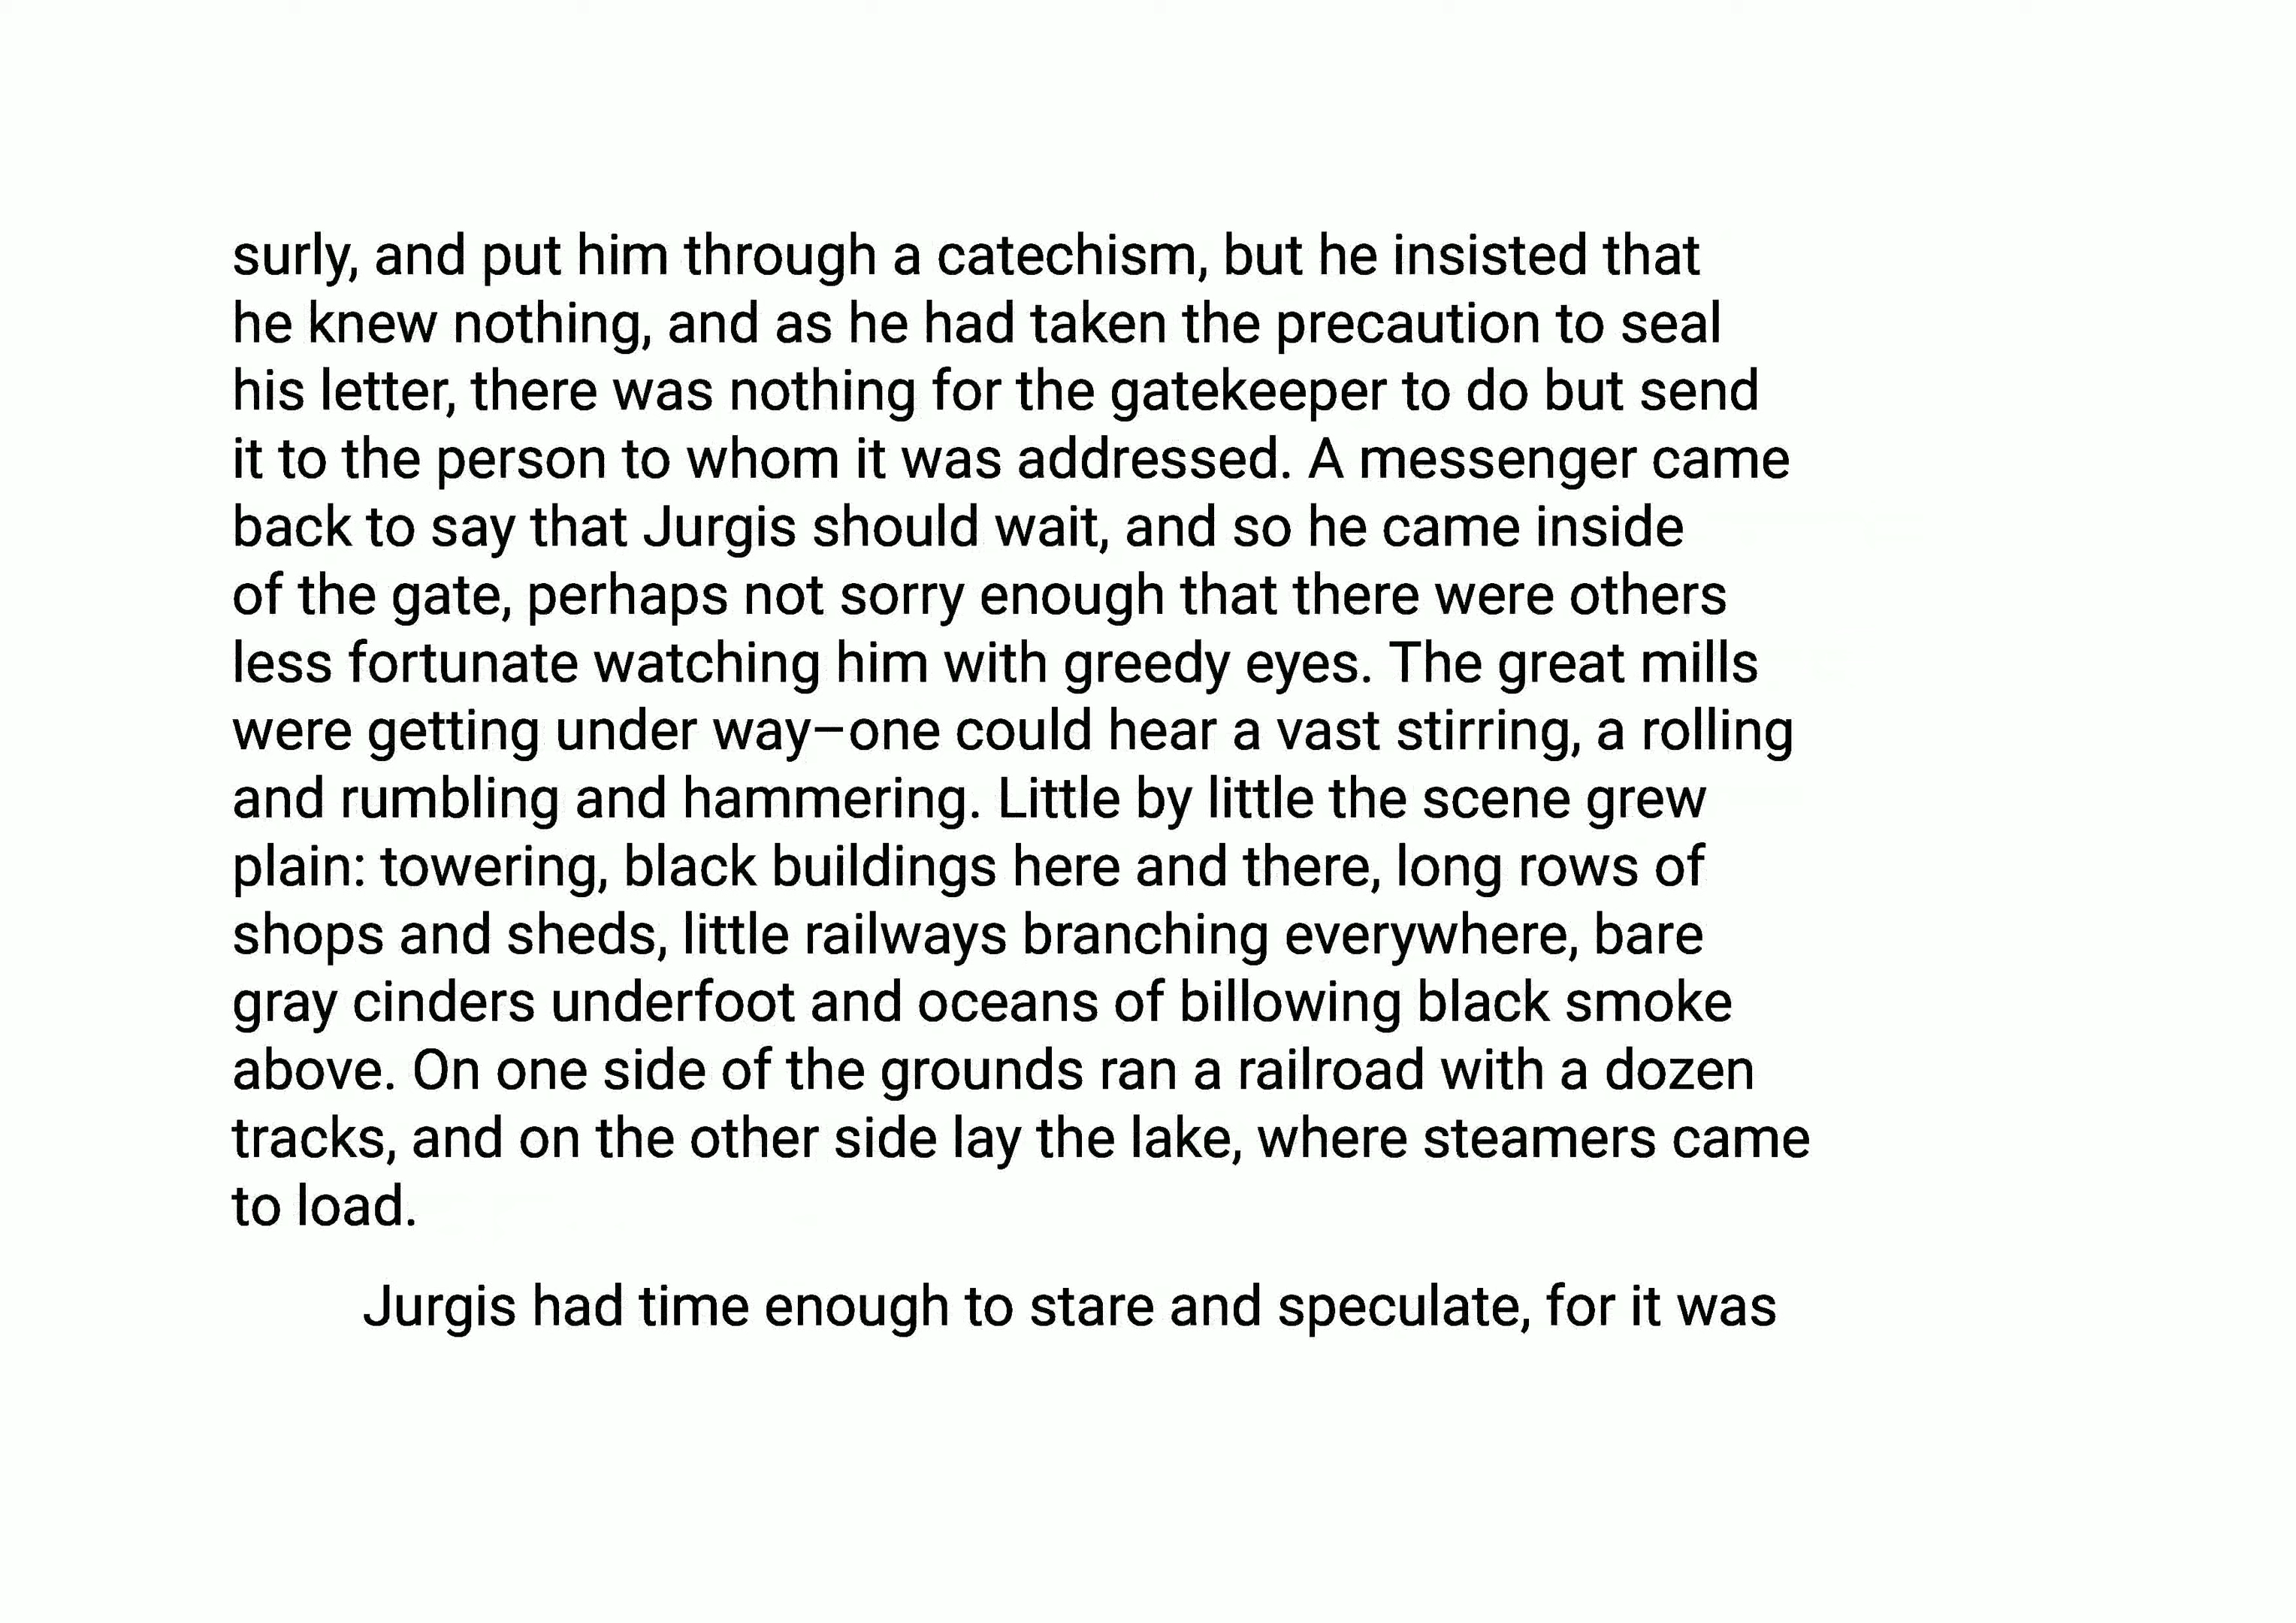 surly, and put him through a catechism, but he insisted that
he knew nothing, and as he had taken the precaution to seal
his letter, there was nothing for the gatekeeper to do but send
it to the person to whom it was addressed. A messenger came
back to say that Jurgis should wait, and so he came inside
of the gate, perhaps not sorry enough that there were others
less fortunate watching him with greedy eyes. The great mills
were getting under way—one could hear a vast stirring, a rolling
and rumbling and hammering. Little by little the scene grew
plain: towering, black buildings here and there, long rows of
shops and sheds, little railways branching everywhere, bare
gray cinders underfoot and oceans of billowing black smoke
above. On one side of the grounds ran a railroad with a dozen
tracks, and on the other side lay the lake, where steamers came
to load.
Jurgis had time enough to stare and speculate, for it was